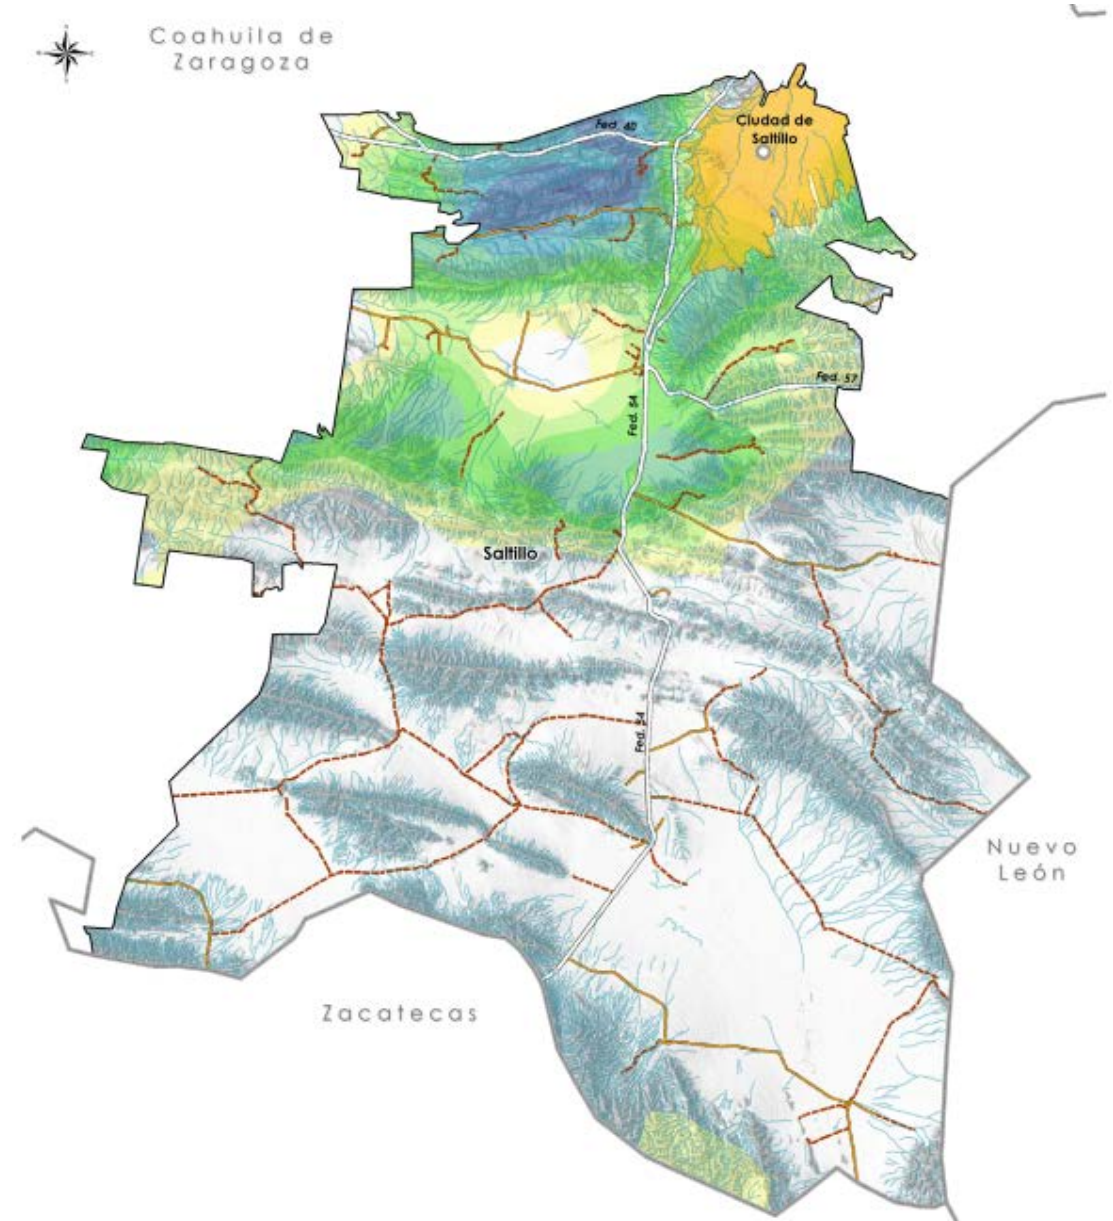 Coahuila de
Zaragoza
Fed. 40
Ciudad de
Saltillo
Fed. 57
Fed. 54
Saltillo
Fed. 54
Nuevo
León
Zacatecas